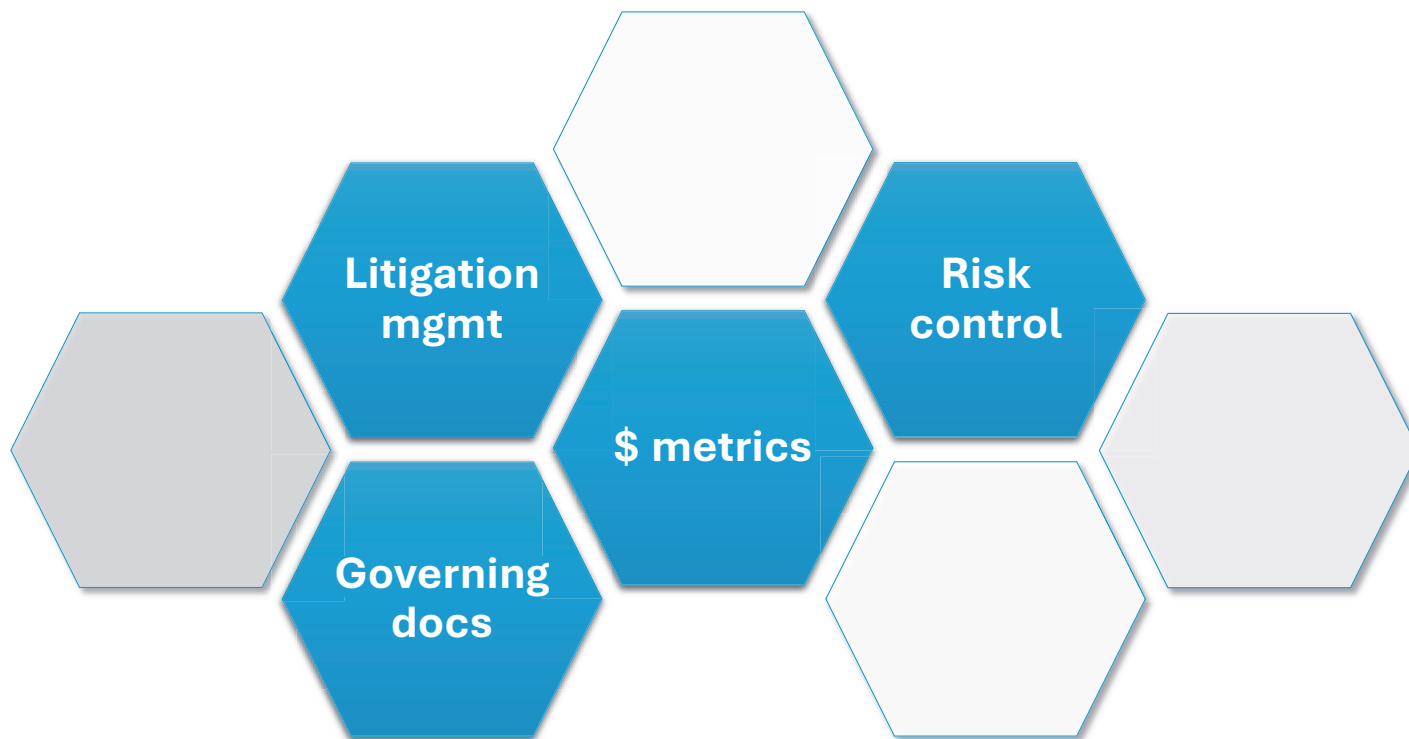 Litigation
mgmt
Risk
control
$ metrics
Governing
docs